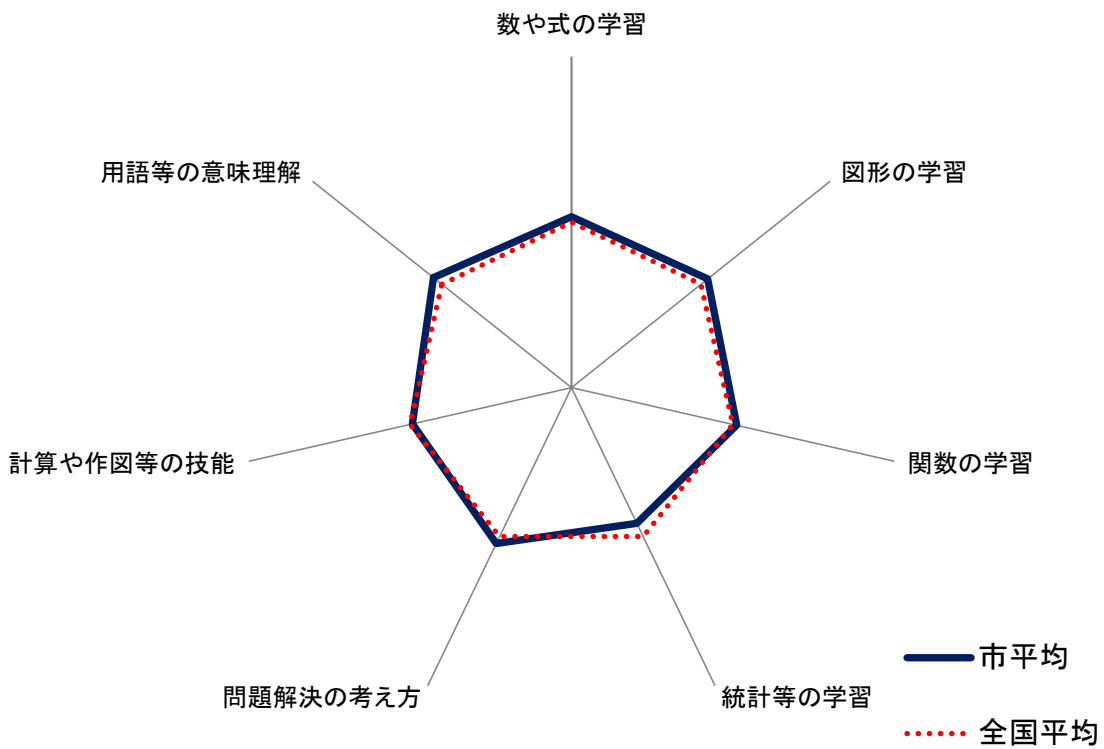 数や式の学習
用語等の意味理解
図形の学習
計算や作図等の技能
関数の学習
問題解決の考え方
統計等の学習
市平均
全国平均